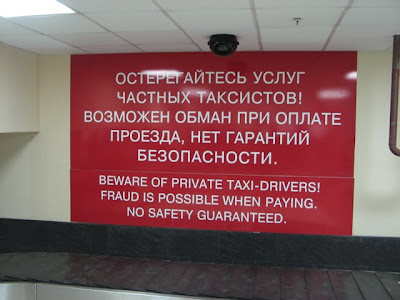 ОСТЕРЕГАЙТЕСЬ УСЛУГ
ЧАСТНЫХ ТАКСИСТОВ!
ВОЗМОЖЕН ОБМАН ПРИ ОПЛАТЕ
ПРОЕЗДА, НЕТ ГАРАНТИЙ
БЕЗОПАСНОСТИ.
BEWARE OF PRIVATE TAXI-DRIVERS!
FRAUD IS POSSIBLE WHEN PAYING.
NO SAFETY GUARANTEED.